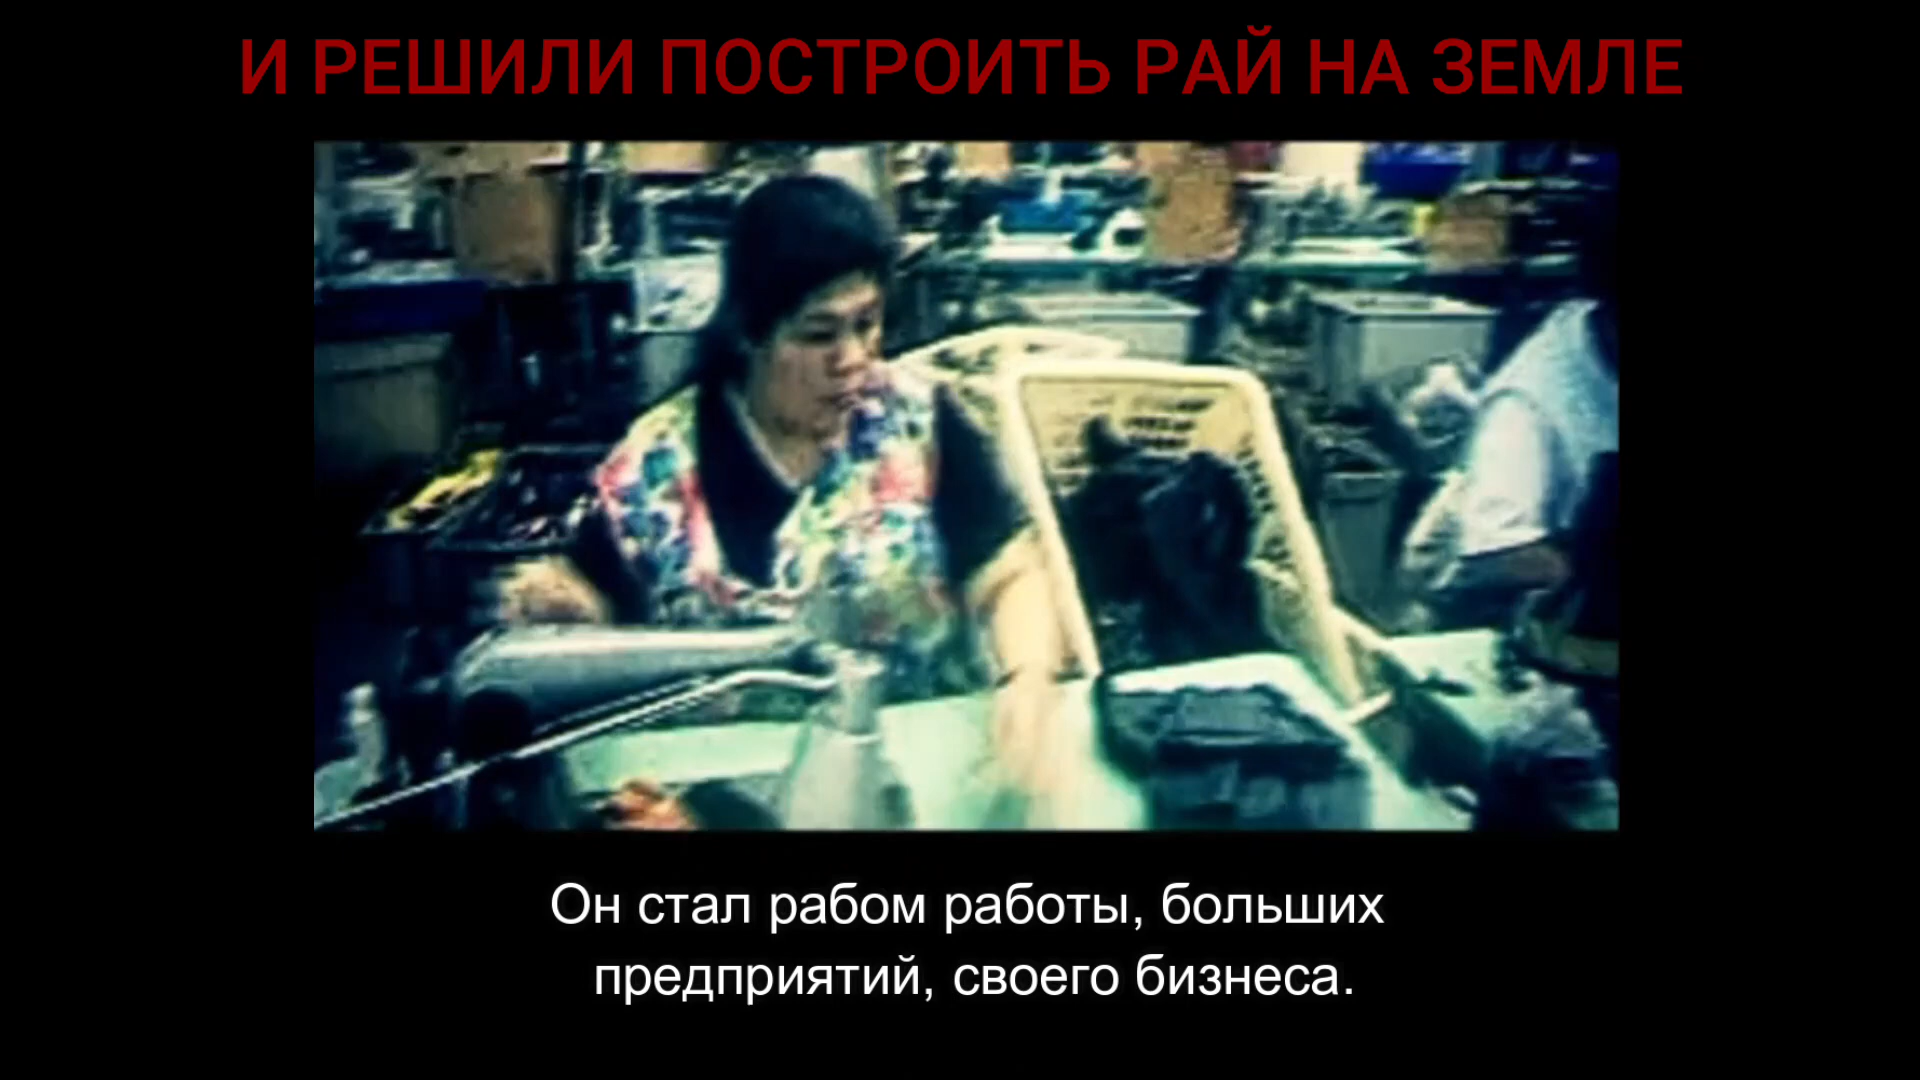 И РЕШИЛИ ПОСТРОИТЬ РАЙ НА ЗЕМЛЕ
Он стал рабом работы, больших
предприятий, своего бизнеса.